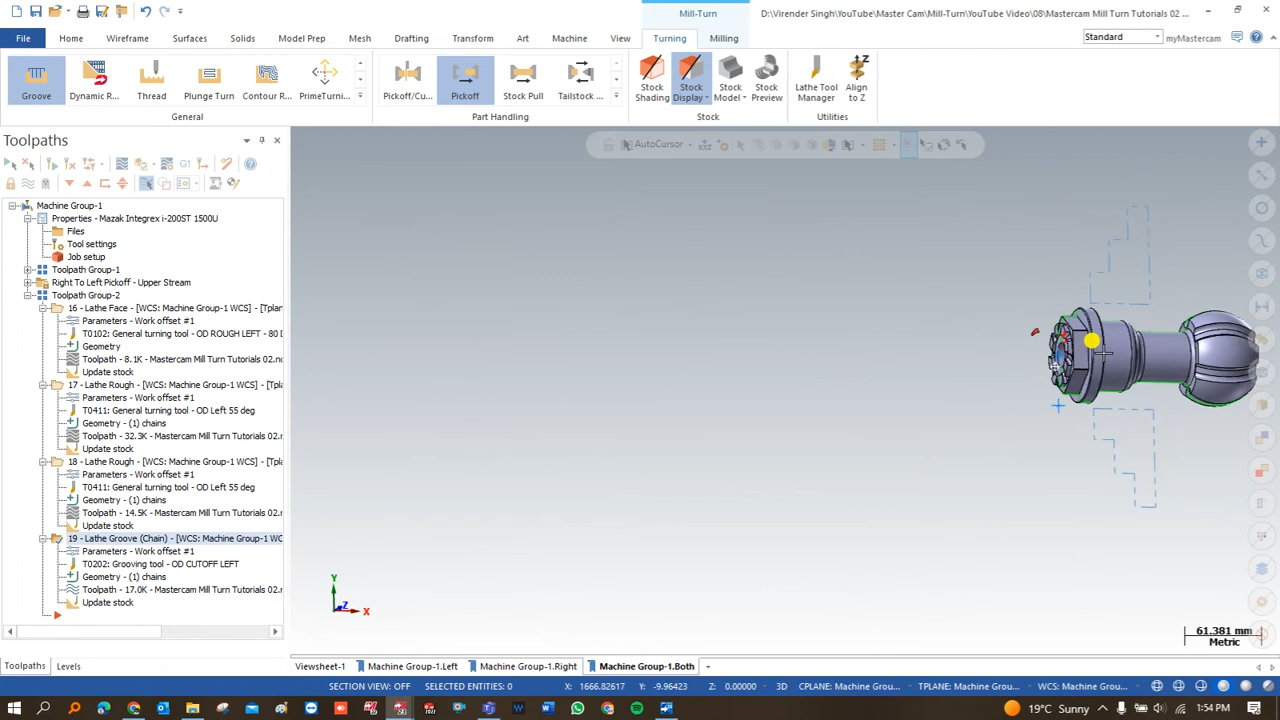 Mill-Turn
D:\Virender Singh\YouTube\Master Cam\Mill-Turn\YouTube Video\08\Mastercam Mill Turn Tutorials 02 ...
File
Home
Wireframe
Surfaces
Solids
Model Prep
Mesh
Drafting
Transform
Art
Machine
View
Turning
Milling
Standard
myMastercam
Groove
Dynamic R...
Thread
Plunge Turn
Contour R...
PrimeTurni...
General
Pickoff/Cu...
Pickoff
Stock Pull
Tailstock ...
Part Handling
Stock Shading
Stock Display
Stock Model
Stock Preview
Stock
Lathe Tool Manager
Align to Z
Utilities
Toolpaths
AutoCursor
G1
Machine Group-1
Properties - Mazak Integrex i-200ST 1500U
Files
Tool settings
Job setup
Toolpath Group-1
Right To Left Pickoff - Upper Stream
Toolpath Group-2
16 - Lathe Face - [WCS: Machine Group-1 WCS] - [Tplan
Parameters - Work offset #1
T0102: General turning tool - OD ROUGH LEFT - 80 D
Geometry
Toolpath - 8.1K - Mastercam Mill Turn Tutorials 02.no
Update stock
17 - Lathe Rough - [WCS: Machine Group-1 WCS] - [Tpl
Parameters - Work offset #1
T0411: General turning tool - OD Left 55 deg
Geometry - (1) chains
Toolpath - 32.3K - Mastercam Mill Turn Tutorials 02.n
Update stock
18 - Lathe Rough - [WCS: Machine Group-1 WCS] - [Tpl
Parameters - Work offset #1
T0411: General turning tool - OD Left 55 deg
Geometry - (1) chains
Toolpath - 14.5K - Mastercam Mill Turn Tutorials 02.n
Update stock
19 - Lathe Groove (Chain) - [WCS: Machine Group-1 WC
Parameters - Work offset #1
T0202: Grooving tool - OD CUTOFF LEFT
Geometry - (1) chains
Toolpath - 17.0K - Mastercam Mill Turn Tutorials 02.n
Update stock
Y
Z
X
61.381 mm
Metric
Toolpaths
Levels
Viewsheet-1
Machine Group-1.Left
Machine Group-1.Right
Machine Group-1.Both
+
SECTION VIEW: OFF
SELECTED ENTITIES: 0
X: 1666.82617
Y: -9.96423
Z: 0.00000
3D
CPLANE: Machine Grou...
TPLANE: Machine Grou...
WCS: Machine Grou...
19°C Sunny
1:54 PM